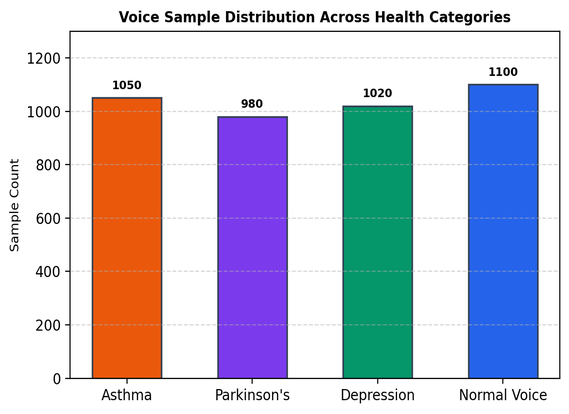 Voice Sample Distribution Across Health Categories
1200
1000
800
600
400
200
0
Sample Count
1050
980
1020
1100
Asthma
Parkinson's
Depression
Normal Voice